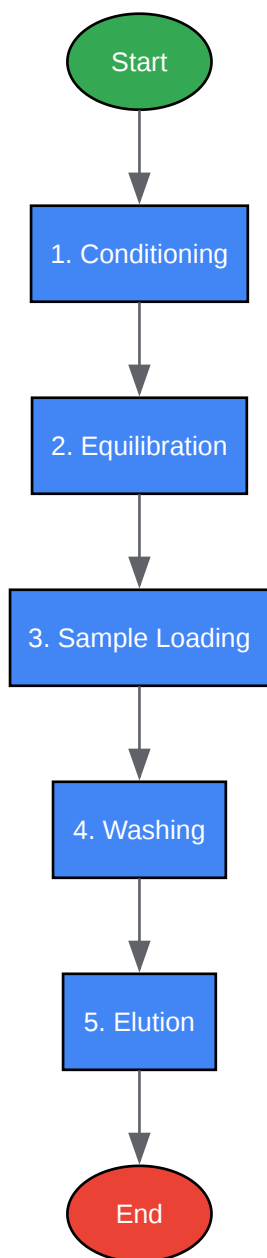 Start
1. Conditioning
2. Equilibration
3. Sample Loading
4. Washing
5. Elution
End